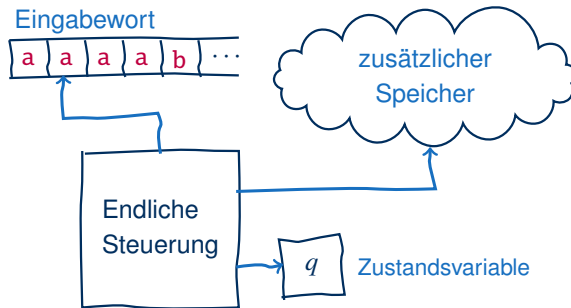 Eingabewort
a a a a b ···
zusätzlicher
Speicher
Endliche
Steuerung
q
Zustandsvariable